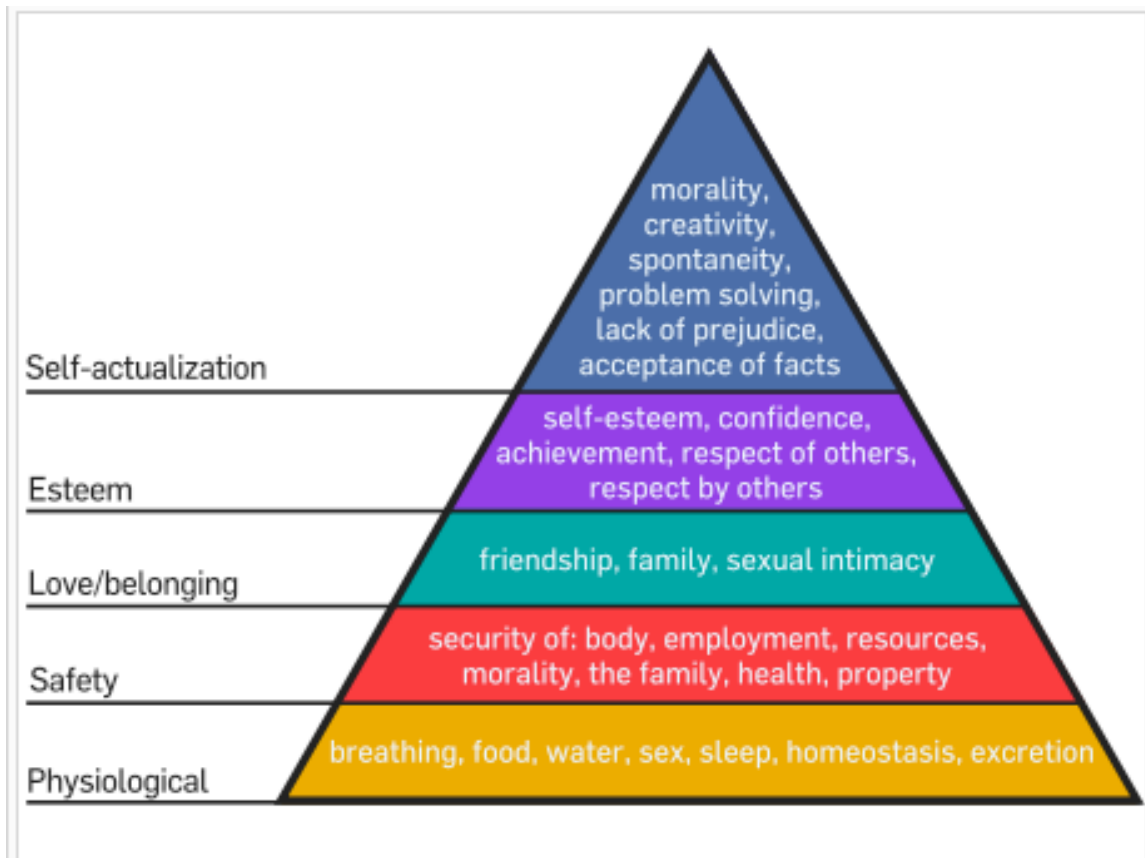 morality,
creativity,
spontaneity,
problem solving,
lack of prejudice,
acceptance of facts
Self-actualization
self-esteem, confidence,
achievement, respect of others,
respect by others
Esteem
friendship, family, sexual intimacy
Love/belonging
security of: body, employment, resources,
morality, the family, health, property
Safety
breathing, food, water, sex, sleep, homeostasis, excretion
Physiological